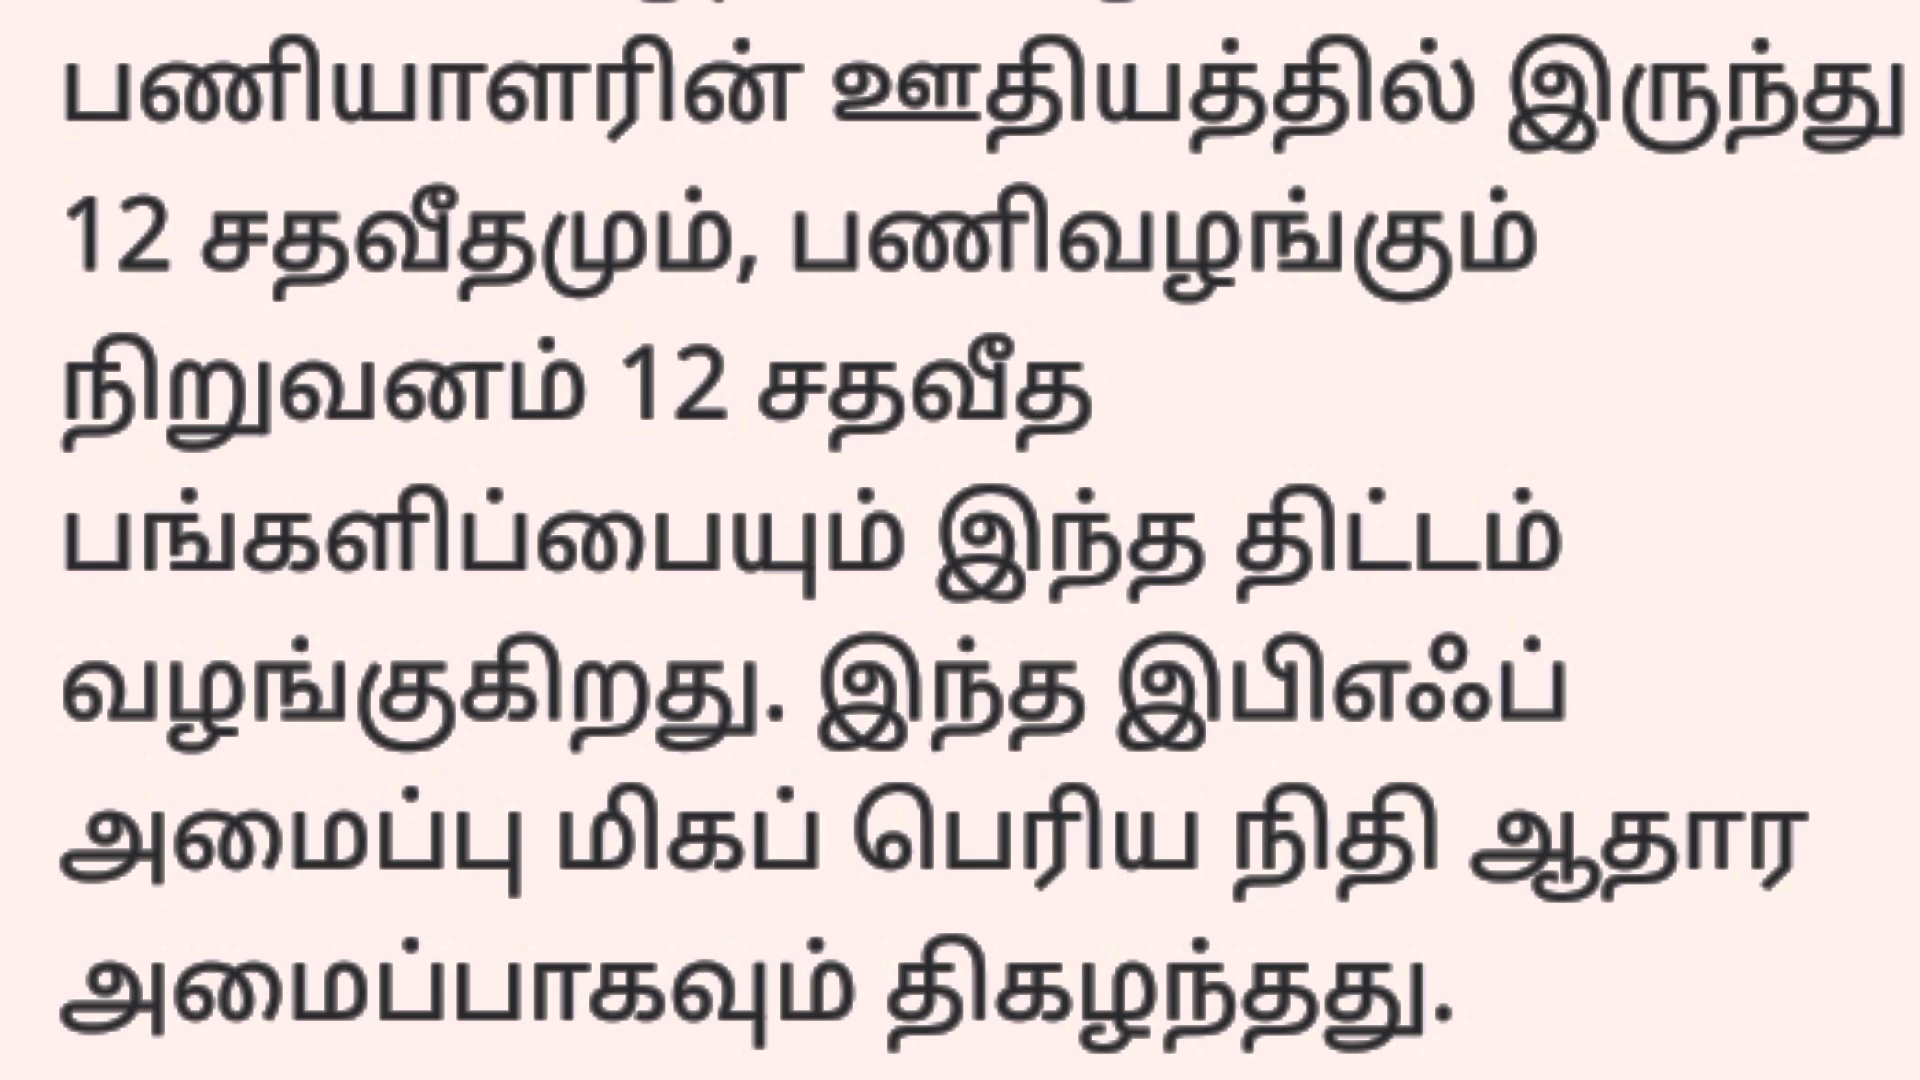 பணியாளரின் ஊதியத்தில் இருந்து
12 சதவீதமும், பணிவழங்கும்
நிறுவனம் 12 சதவீத
பங்களிப்பையும் இந்த திட்டம்
வழங்குகிறது. இந்த இபிஎஃப்
அமைப்பு மிகப் பெரிய நிதி ஆதார
அமைப்பாகவும் திகழந்தது.